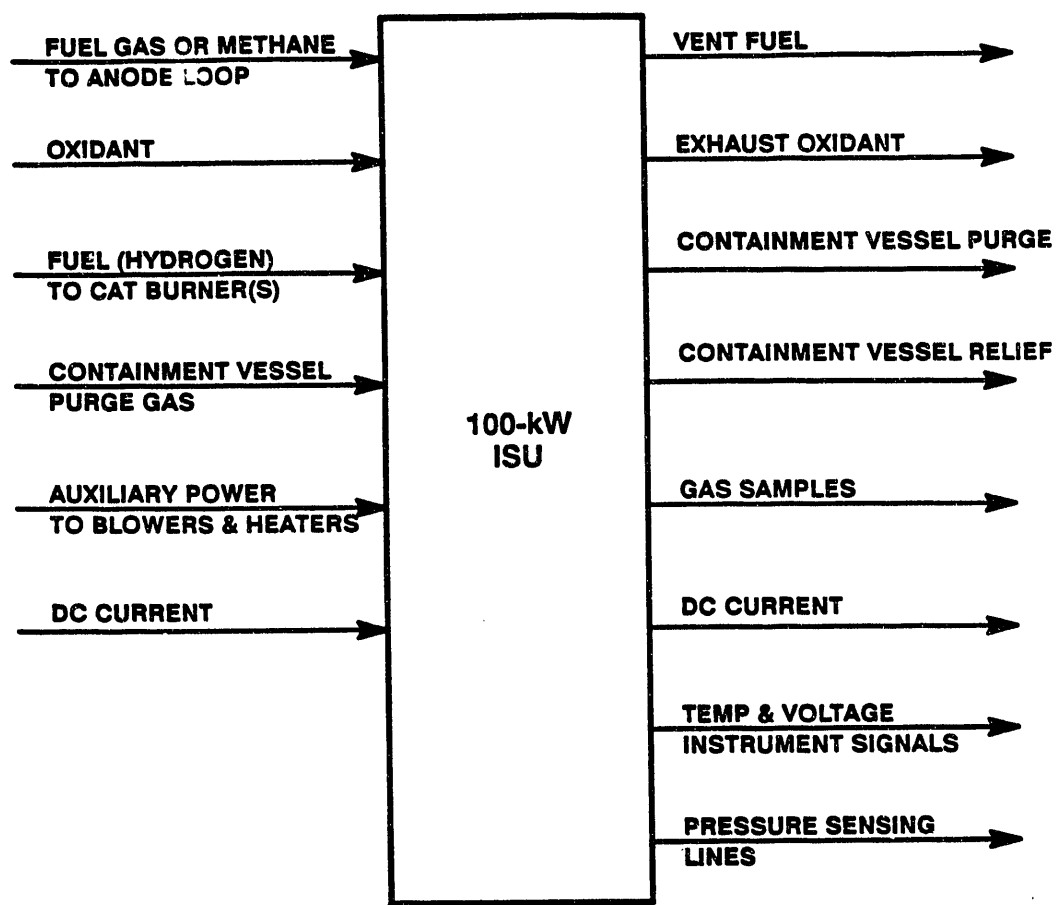 FUEL GAS OR METHANE
TO ANODE LOOP
OXIDANT
FUEL (HYDROGEN)
TO CAT BURNER(S)
CONTAINMENT VESSEL
PURGE GAS
AUXILIARY POWER
TO BLOWERS & HEATERS
DC CURRENT
100-kW
ISU
VENT FUEL
EXHAUST OXIDANT
CONTAINMENT VESSEL PURGE
CONTAINMENT VESSEL RELIEF
GAS SAMPLES
DC CURRENT
TEMP & VOLTAGE
INSTRUMENT SIGNALS
PRESSURE SENSING
LINES